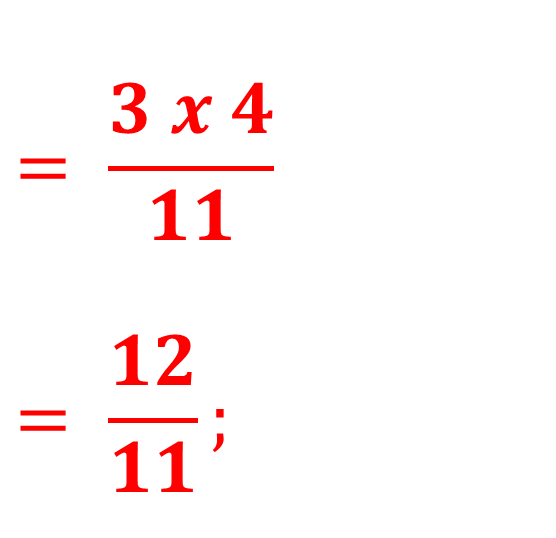 = 3 x 4
11
= 12
11 ;